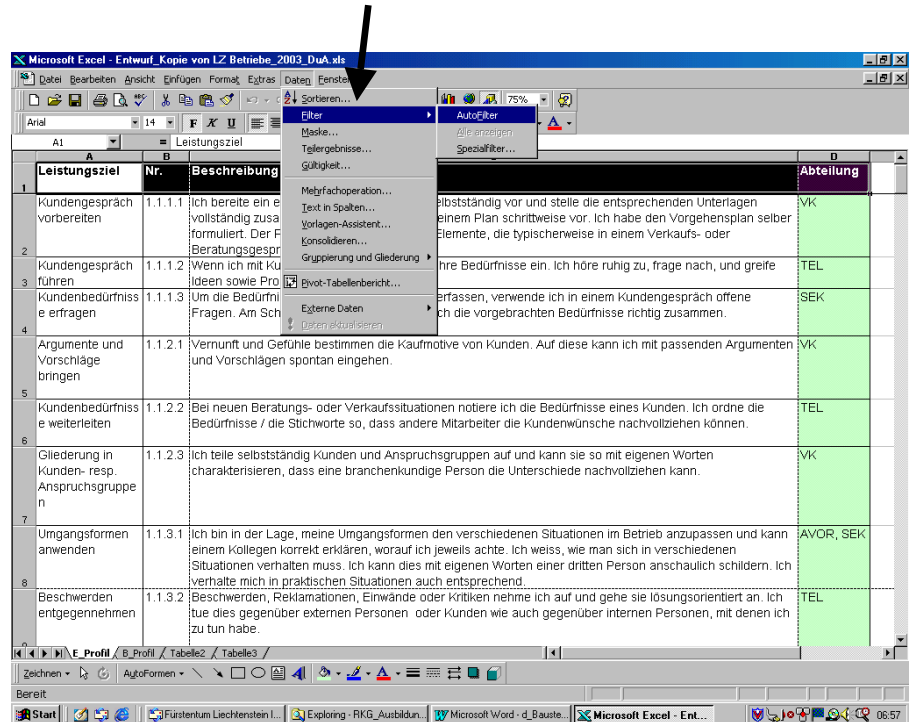 Microsoft Excel - Entwurf_Kopie von LZ Betriebe_2003_DuA.xls
Datei Bearbeiten Ansicht Einfügen Format Extras Daten Fenster
75%
Arial 14 F K U
A1 = Leistungsziel
Sortieren...
Filter
Maske...
Teilergebnisse...
Gültigkeit...
Mehrfachoperation...
Text in Spalten...
Vorlagen-Assistent...
Konsolidieren...
Gruppierung und Gliederung
Pivot-Tabellenbericht...
Externe Daten
Daten aktualisieren
AutoFilter
Alle anzeigen
Spezialfilter...
A B D
1 Leistungsziel Nr. Beschreibung Abteilung
Kundengespräch 1.1.1.1 Ich bereite ein e elbstständig vor und stelle die entsprechenden Unterlagen VK
vorbereiten vollständig zusa einem Plan schrittweise vor. Ich habe den Vorgehensplan selber
formuliert. Der F Elemente, die typischerweise in einem Verkaufs- oder
2 Beratungsgespr
Kundengespräch 1.1.1.2 Wenn ich mit Ku hre Bedürfnisse ein. Ich höre ruhig zu, frage nach, und greife TEL
3 führen Ideen sowie Pro
Kundenbedürfniss 1.1.1.3 Um die Bedürfni erfassen, verwende ich in einem Kundengespräch offene SEK
e erfragen Fragen. Am Sch ch die vorgebrachten Bedürfnisse richtig zusammen.
4
Argumente und 1.1.2.1 Vernunft und Gefühle bestimmen die Kaufmotive von Kunden. Auf diese kann ich mit passenden Argumenten VK
Vorschläge und Vorschlägen spontan eingehen.
bringen
5
Kundenbedürfniss 1.1.2.2 Bei neuen Beratungs- oder Verkaufssituationen notiere ich die Bedürfnisse eines Kunden. Ich ordne die TEL
e weiterleiten Bedürfnisse / die Stichworte so, dass andere Mitarbeiter die Kundenwünsche nachvollziehen können.
6
Gliederung in 1.1.2.3 Ich teile selbstständig Kunden und Anspruchsgruppen auf und kann sie so mit eigenen Worten VK
Kunden- resp. charakterisieren, dass eine branchenkundige Person die Unterschiede nachvollziehen kann.
Anspruchsgruppe
n
7
Umgangsformen 1.1.3.1 Ich bin in der Lage, meine Umgangsformen den verschiedenen Situationen im Betrieb anzupassen und kann AVOR, SEK
anwenden einem Kollegen korrekt erklären, worauf ich jeweils achte. Ich weiss, wie man sich in verschiedenen
Situationen verhalten muss. Ich kann dies mit eigenen Worten einer dritten Person anschaulich schildern. Ich
8 verhalte mich in praktischen Situationen auch entsprechend.
Beschwerden 1.1.3.2 Beschwerden, Reklamationen, Einwände oder Kritiken nehme ich auf und gehe sie lösungsorientiert an. Ich TEL
entgegennehmen tue dies gegenüber externen Personen oder Kunden wie auch gegenüber internen Personen, mit denen ich
zu tun habe.
E_Profil B_Profil Tabelle2 Tabelle3
Zeichnen AutoFormen
Bereit
Start Fürstentum Liechtenstein I... Exploring - RKG_Ausbildun... Microsoft Word - d_Bauste... Microsoft Excel - Ent... 06:57